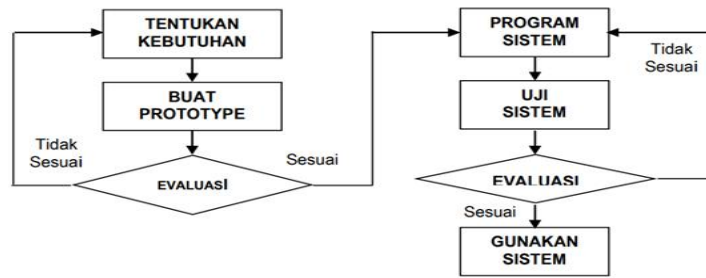 TENTUKAN
KEBUTUHAN
BUAT
PROTOTYPE
Tidak
Sesuai
EVALUASI
Sesuai
PROGRAM
SISTEM
Tidak
Sesuai
UJI
SISTEM
EVALUASI
Sesuai
GUNAKAN
SISTEM